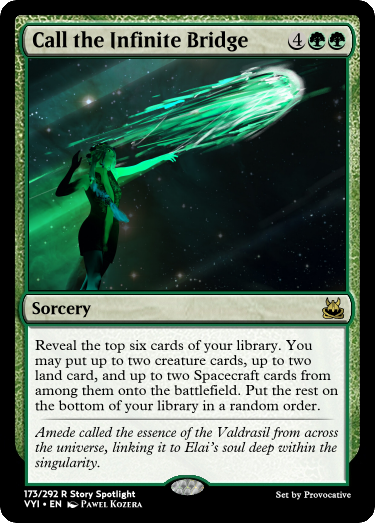 Call the Infinite Bridge 4
Sorcery
Reveal the top six cards of your library. You
may put up to two creature cards, up to two
land card, and up to two Spacecraft cards from
among them onto the battlefield. Put the rest on
the bottom of your library in a random order.
Amede called the essence of the Valdrasil from across
the universe, linking it to Elai's soul deep within the
singularity.
173/292 R Story Spotlight
VYI • EN Pawel Kozera
Set by Provocative